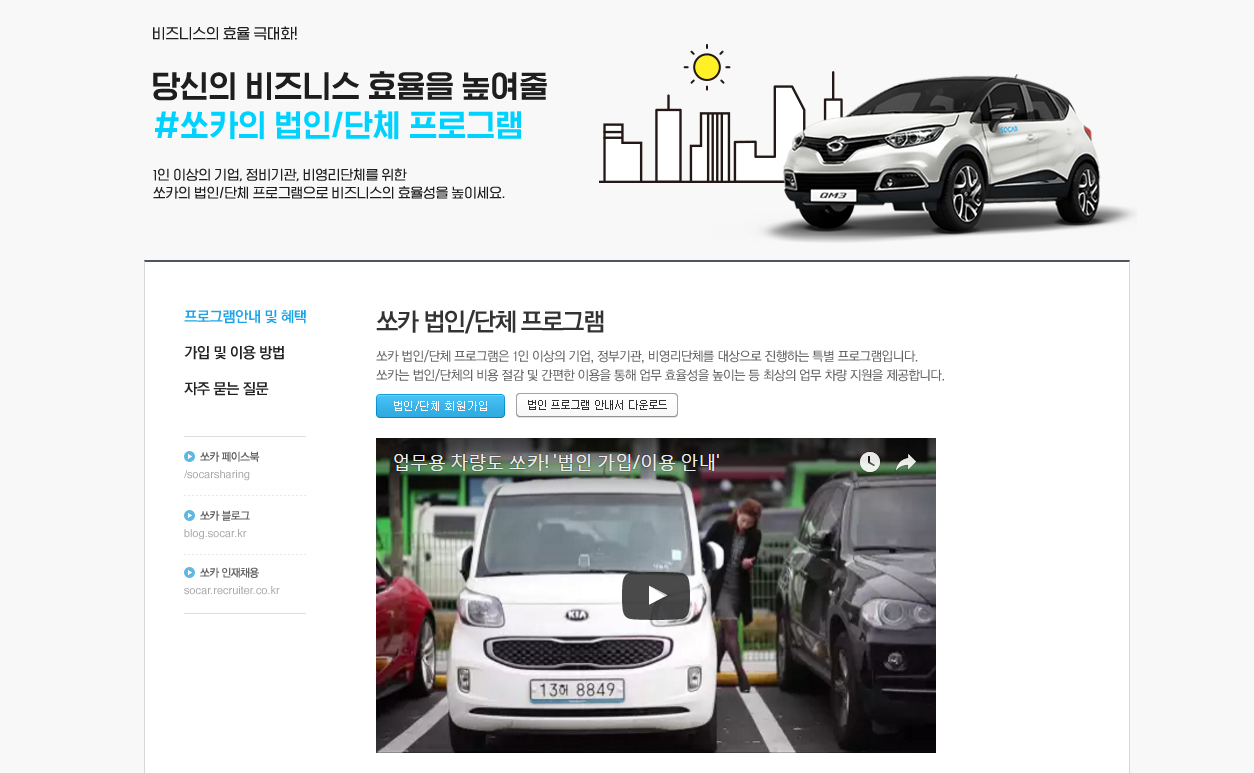 비즈니스의 효율 극대화!
당신의 비즈니스 효율을 높여줄
#쏘카의 법인/단체 프로그램
1인 이상의 기업, 정비기관, 비영리단체를 위한
쏘카의 법인/단체 프로그램으로 비즈니스의 효율성을 높이세요.
SOCAR
QM3
프로그램안내 및 혜택
가입 및 이용 방법
자주 묻는 질문
쏘카 페이스북
/socarsharing
쏘카 블로그
blog.socar.kr
쏘카 인재채용
socar.recruiter.co.kr
쏘카 법인/단체 프로그램
쏘카 법인/단체 프로그램은 1인 이상의 기업, 정부기관, 비영리단체를 대상으로 진행하는 특별 프로그램입니다.
쏘카는 법인/단체의 비용 절감 및 간편한 이용을 통해 업무 효율성을 높이는 등 최상의 업무 차량 지원을 제공합니다.
법인/단체 회원가입
법인 프로그램 안내서 다운로드
업무용 차량도 쏘카! '법인 가입/이용 안내'
KIA
13허 8849